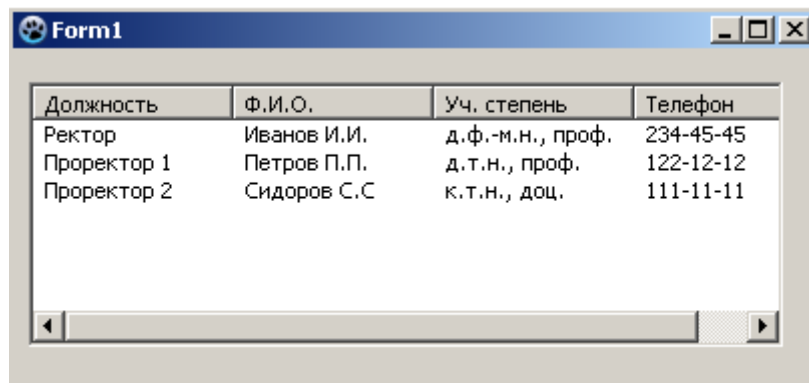 Form1
Должность Ф.И.О. Уч. степень Телефон
Ректор Иванов И.И. д.ф.-м.н., проф. 234-45-45
Проректор 1 Петров П.П. д.т.н., проф. 122-12-12
Проректор 2 Сидоров С.С к.т.н., доц. 111-11-11